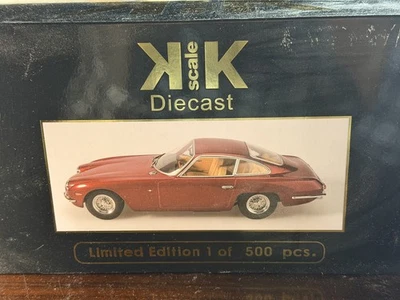 KK
scale
Diecast
Limited Edition 1 of 500 pcs.